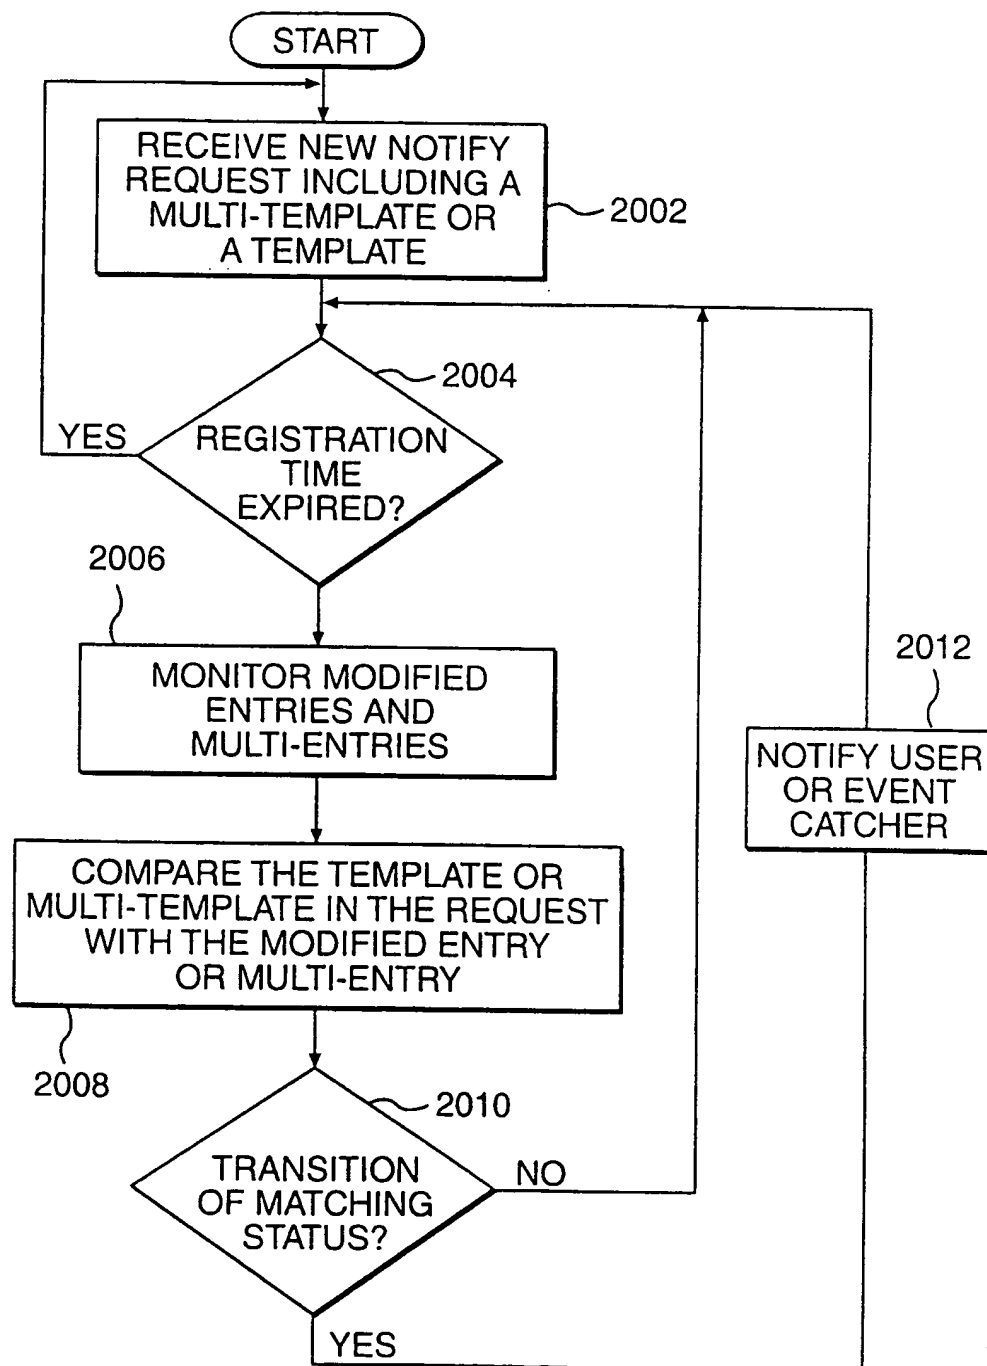 START
RECEIVE NEW NOTIFY
REQUEST INCLUDING A
MULTI-TEMPLATE OR
A TEMPLATE
2002
2004
YES
REGISTRATION
TIME
EXPIRED?
2006
MONITOR MODIFIED
ENTRIES AND
MULTI-ENTRIES
2012
NOTIFY USER
OR EVENT
CATCHER
COMPARE THE TEMPLATE OR
MULTI-TEMPLATE IN THE REQUEST
WITH THE MODIFIED ENTRY
OR MULTI-ENTRY
2008
2010
TRANSITION
OF MATCHING
STATUS?
NO
YES